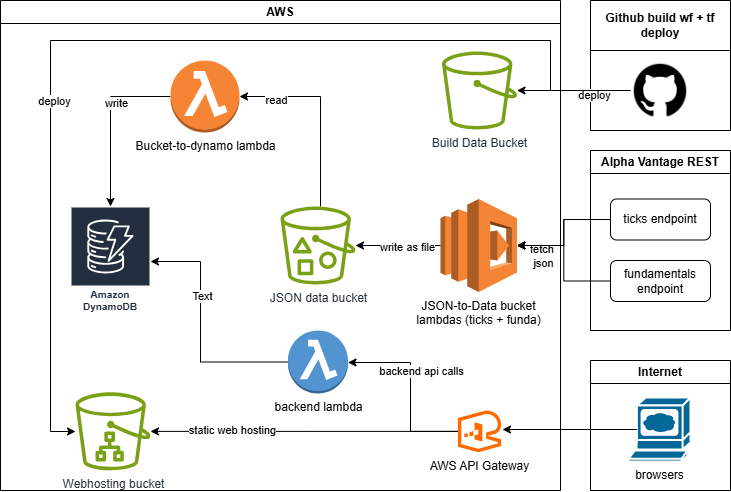 AWS
Github build wf + tf
deploy
deploy
write
read
deploy
Bucket-to-dynamo lambda
Build Data Bucket
Alpha Vantage REST
ticks endpoint
write as file
fetch
json
fundamentals
endpoint
Amazon
DynamoDB
Text
JSON data bucket
JSON-to-Data bucket
lambdas (ticks + funda)
backend api calls
Internet
backend lambda
static web hosting
AWS API Gateway
browsers
Webhosting bucket